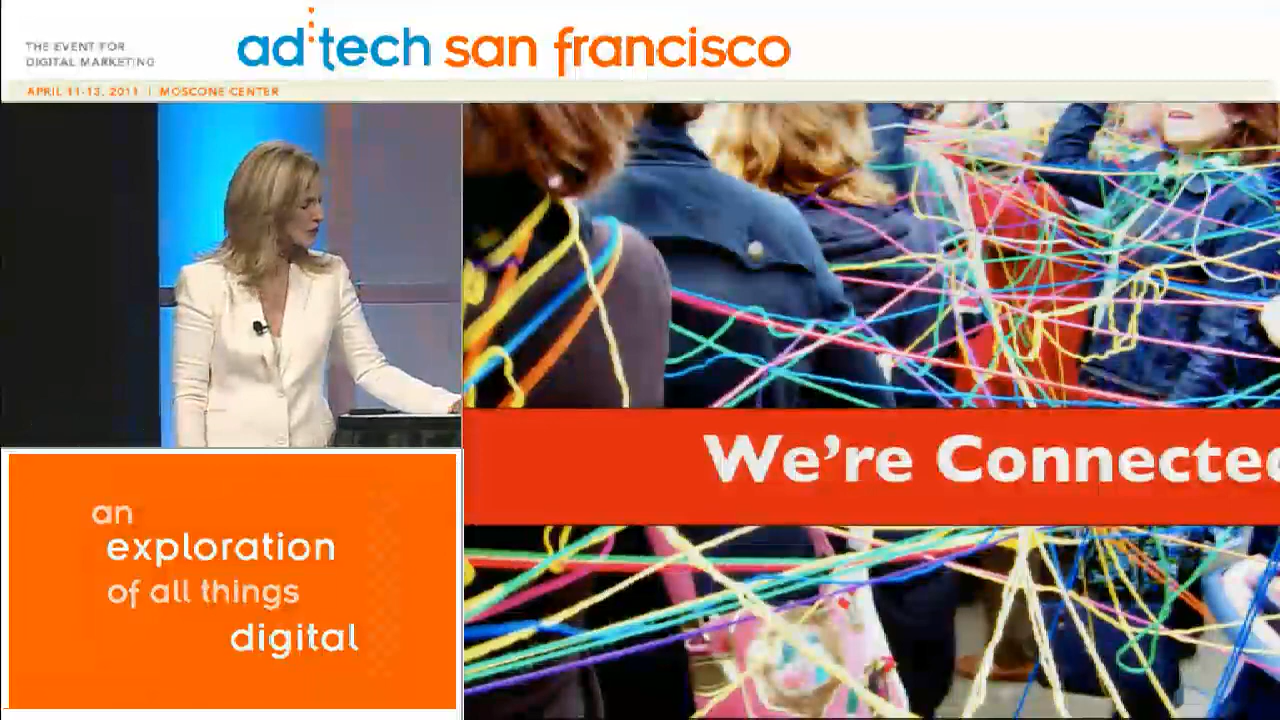 THE EVENT FOR
DIGITAL MARKETING
ad:tech san francisco
APRIL 11-13, 2011 | MOSCONE CENTER
We're Connected
an
exploration
of all things
digital